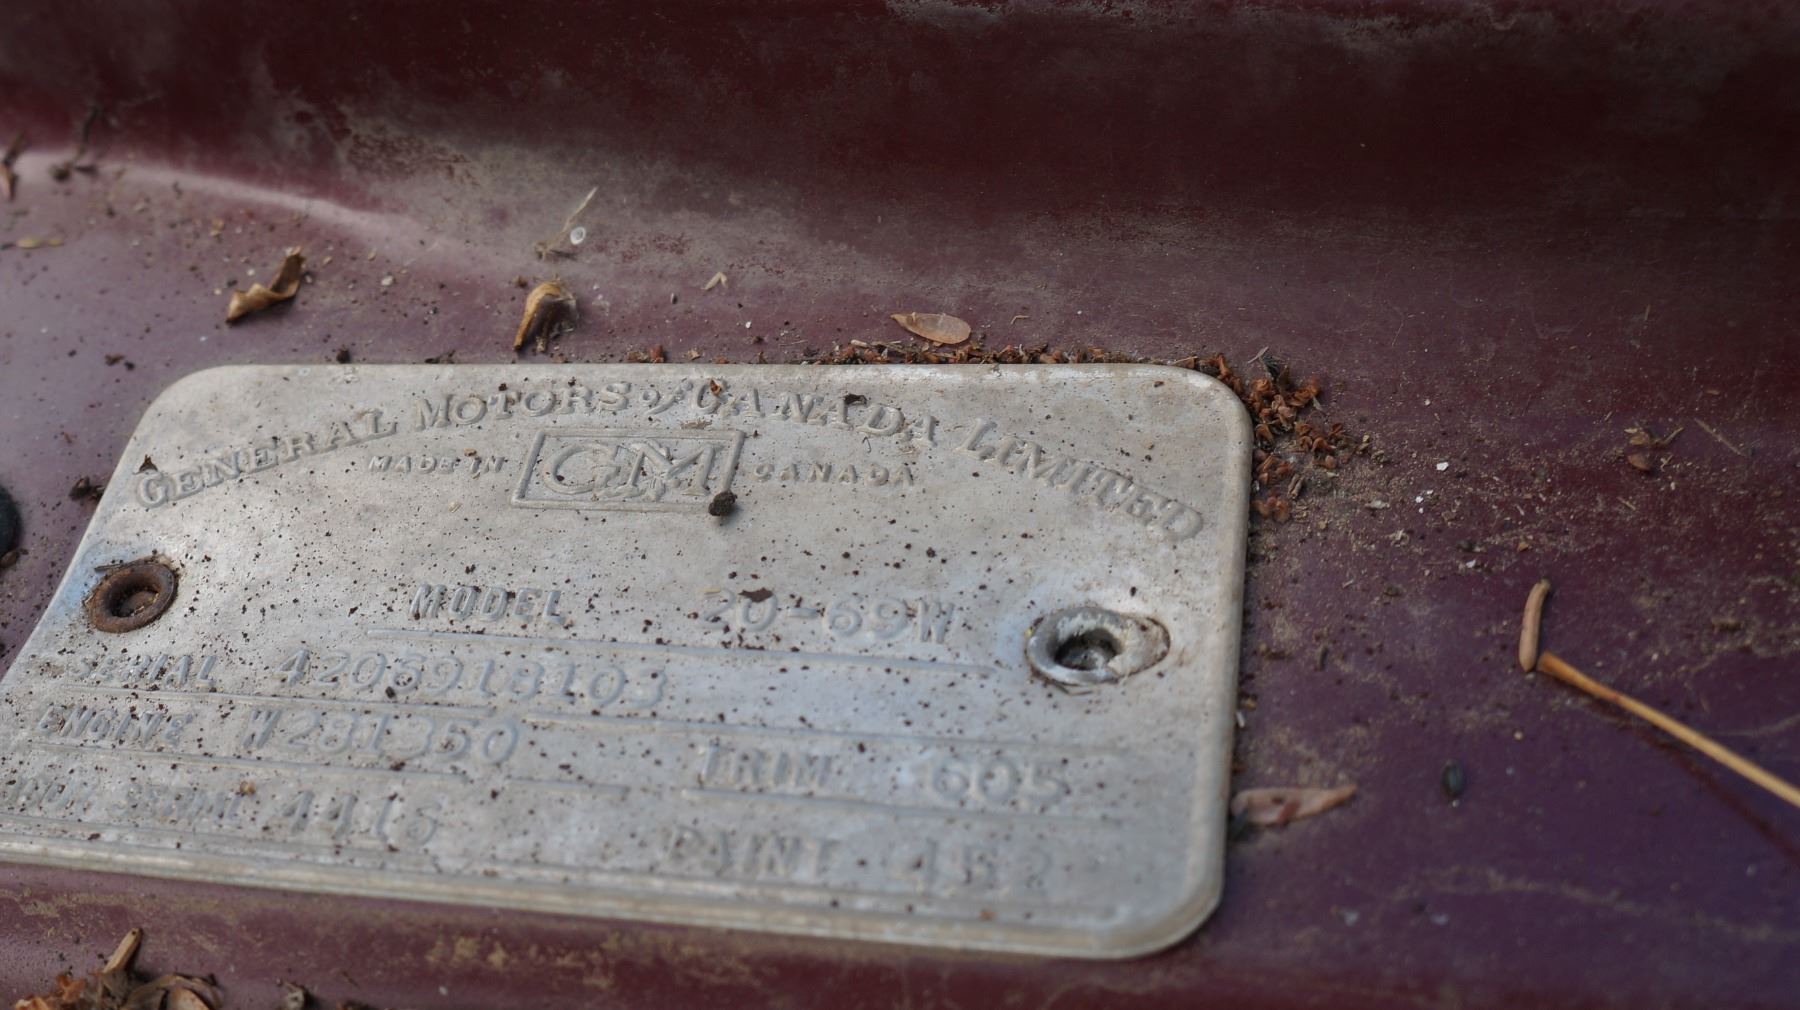 GENERAL MOTORS of CANADA LIMITED
MADE IN GM CANADA
MODEL 20-69W
SERIAL 4206918103
ENGINE W281350
TRIM 605
SERIAL 4416
PAINT